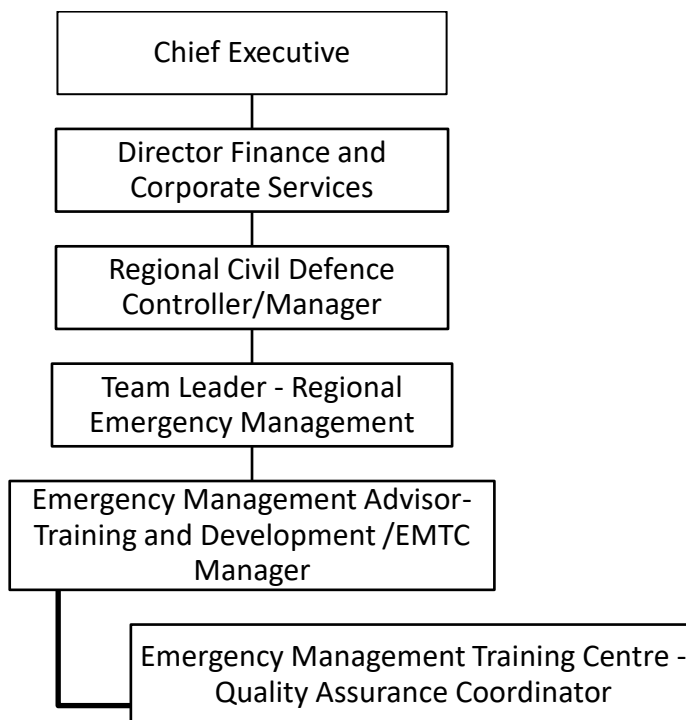 Chief Executive
Director Finance and
Corporate Services
Regional Civil Defence
Controller/Manager
Team Leader - Regional
Emergency Management
Emergency Management Advisor-
Training and Development /EMTC
Manager
Emergency Management Training Centre -
Quality Assurance Coordinator